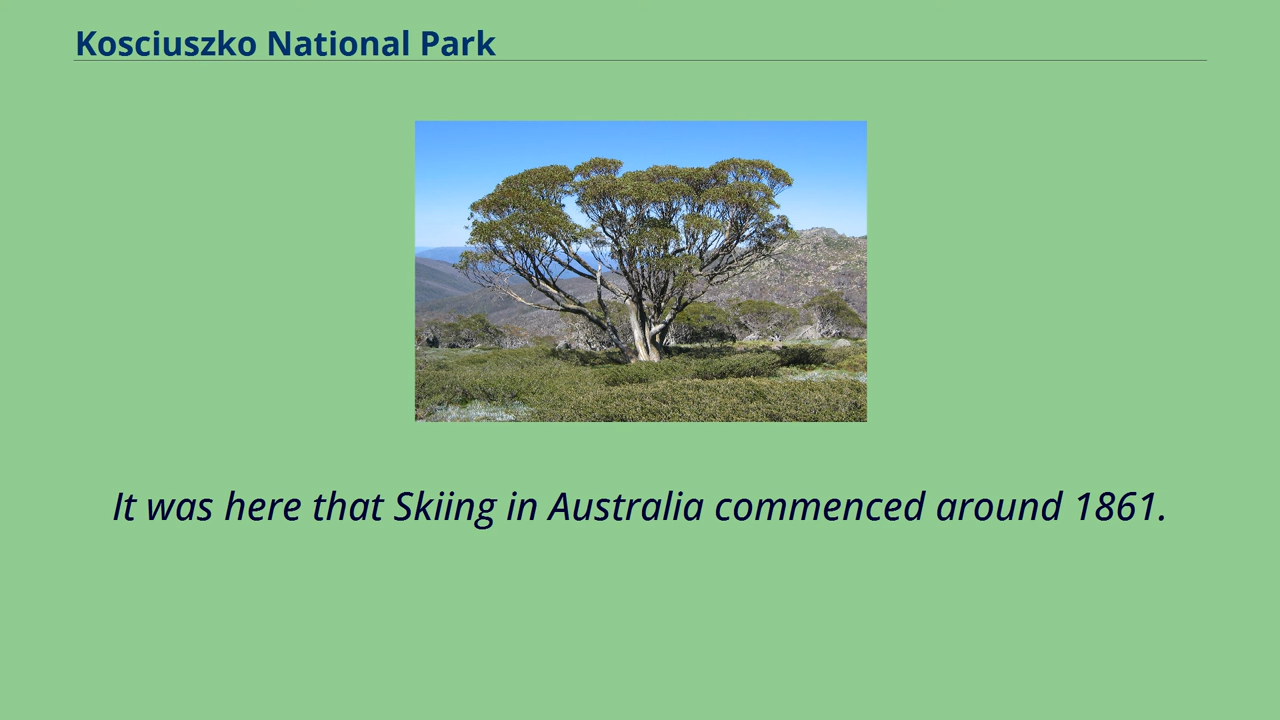 Kosciuszko National Park
It was here that Skiing in Australia commenced around 1861.